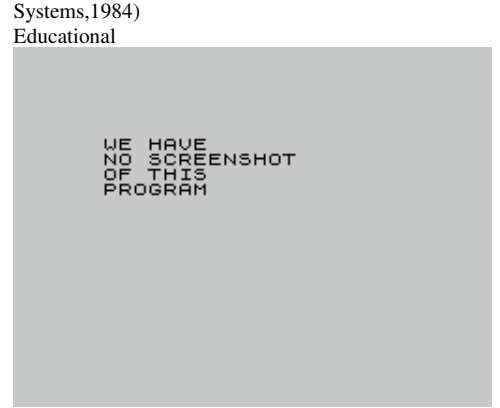 Systems,1984)
Educational
WE HAVE
NO SCREENSHOT
OF THIS
PROGRAM